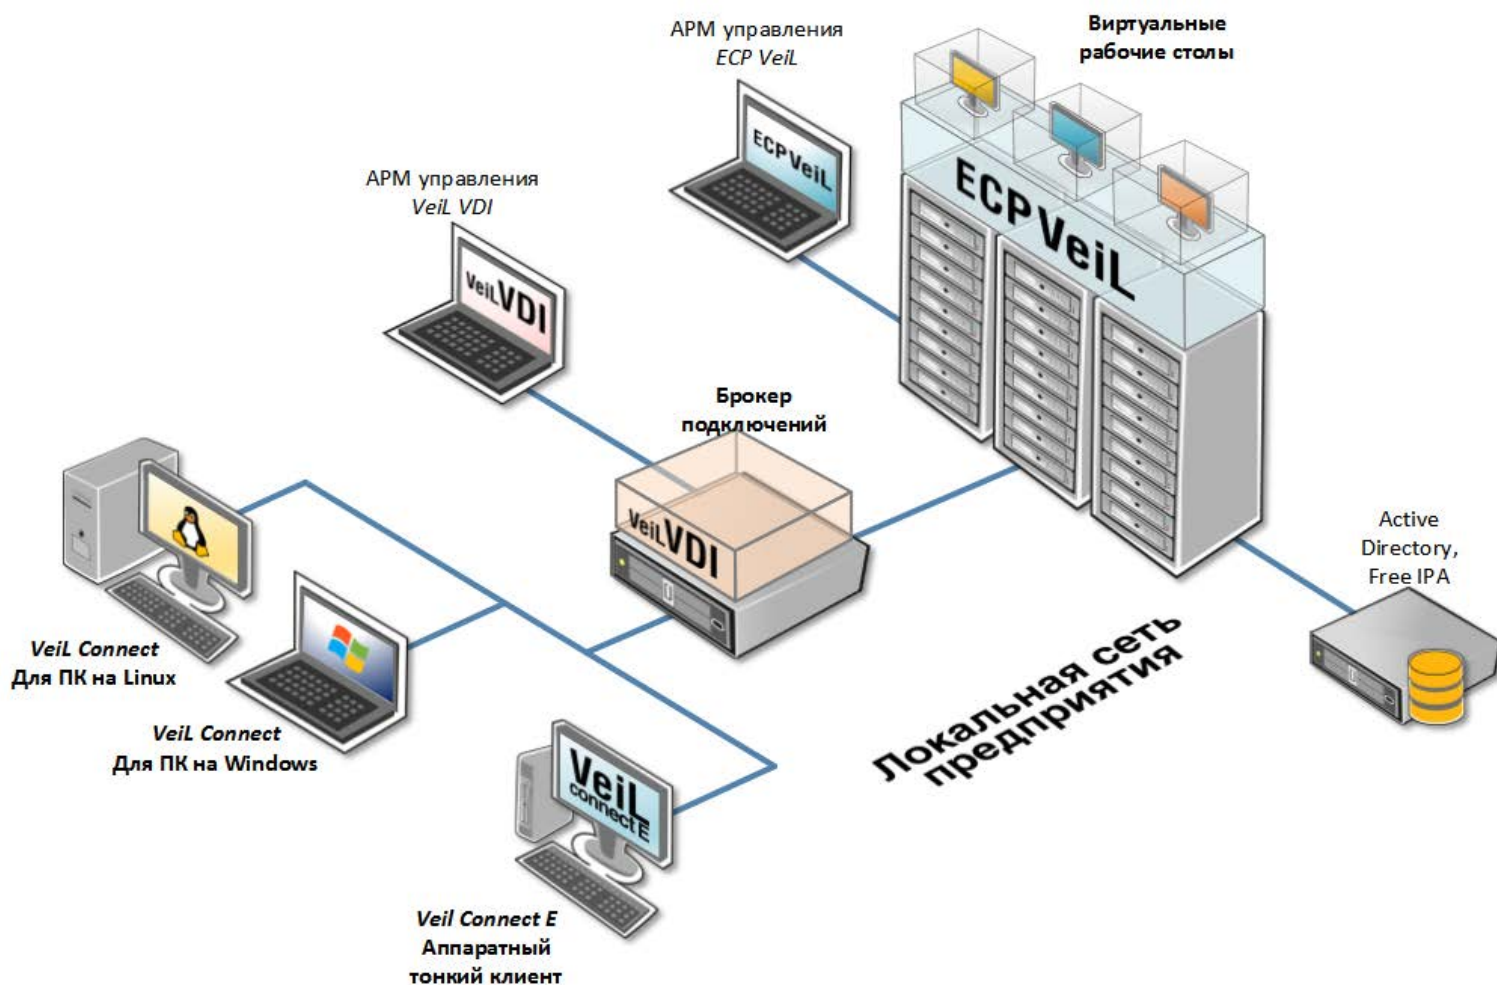 Виртуальные
рабочие столы
АРМ управления
ECP VeiL
ECP VeiL
ECP VeiL
АРМ управления
VeiL VDI
VeiL VDI
Брокер
подключений
VeiL VDI
Active
Directory,
Free IPA
VeiL Connect
Для ПК на Linux
VeiL Connect
Для ПК на Windows
Локальная сеть
предприятия
VeiL
connect E
Veil Connect E
Аппаратный
тонкий клиент